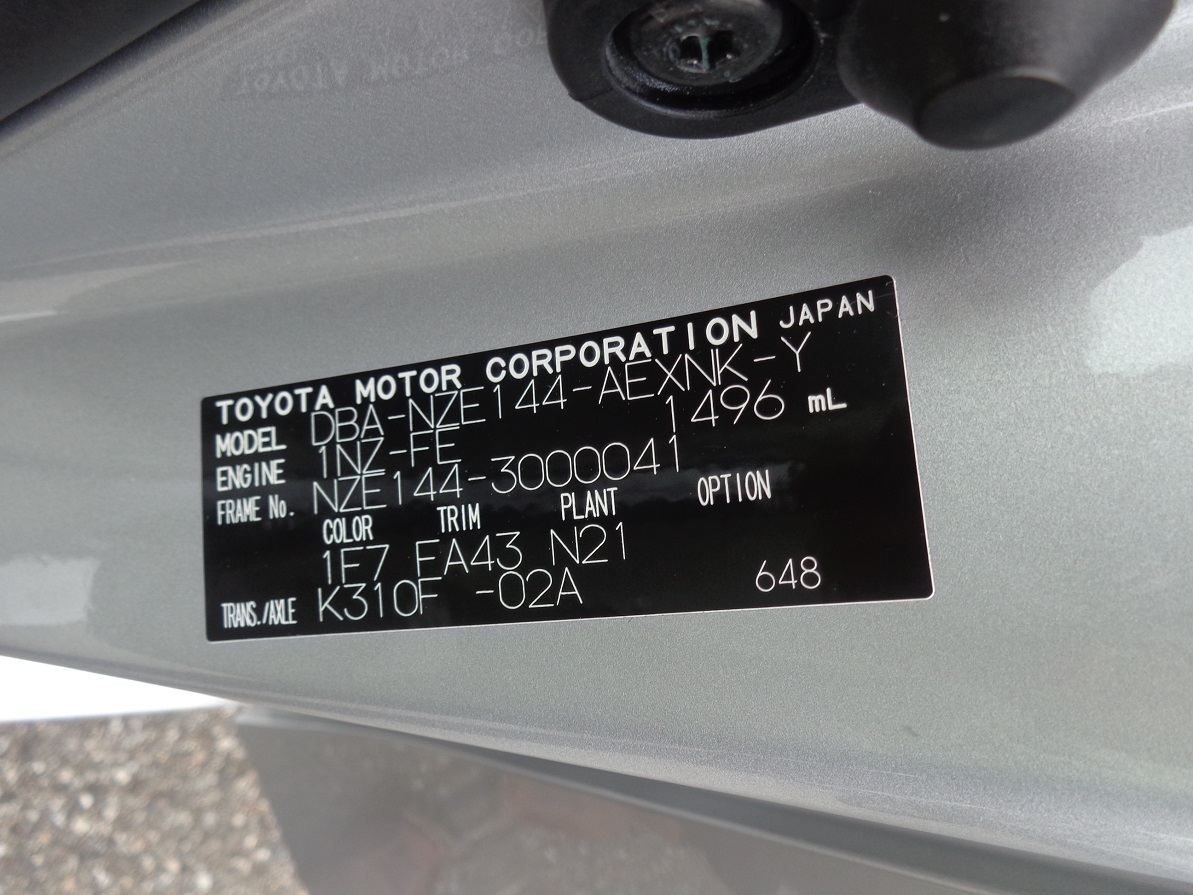 TOYOTA MOTOR CORPORATION JAPAN
MODEL DBA-NZE144-AEXNK-Y
ENGINE 1NZ-FE 1496 mL
FRAME No. NZE144-3000041
COLOR TRIM PLANT OPTION
1F7 FA43 N21
TRANS./AXLE K310F -02A 648